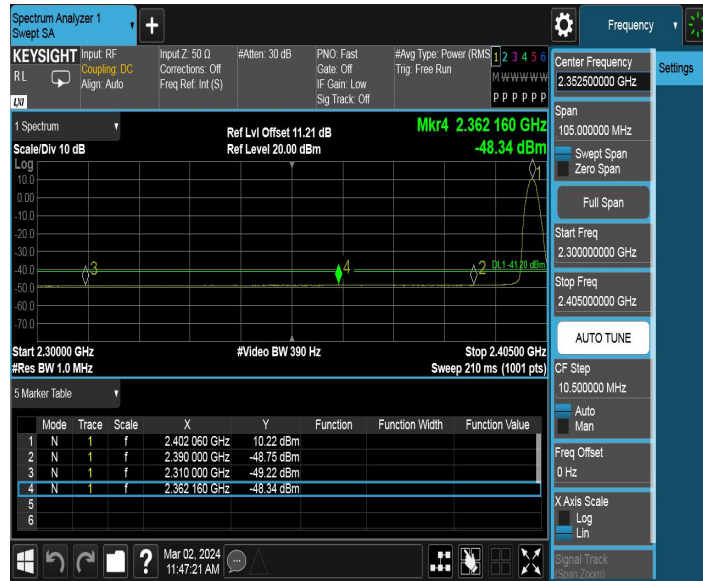 Spectrum Analyzer 1
Swept SA
+
Frequency
KEYSIGHT
RL
LXI
Input: RF
Coupling: DC
Align: Auto
Input Z: 50 Ω
Corrections: Off
Freq Ref: Int (S)
#Atten: 30 dB
PNO: Fast
Gate: Off
IF Gain: Low
Sig Track: Off
#Avg Type: Power (RMS
Trig: Free Run
1 2 3 4 5 6
M W W W W W
P P P P P P
1 Spectrum
Scale/Div 10 dB
Ref Lvl Offset 11.21 dB
Ref Level 20.00 dBm
Mkr4 2.362 160 GHz
-48.34 dBm
Log
10.0
0.00
-10.0
-20.0
-30.0
-40.0
-50.0
-60.0
-70.0
1
3
4
2
DL1 -41.20 dBm
Start 2.30000 GHz
#Video BW 390 Hz
Stop 2.40500 GHz
#Res BW 1.0 MHz
Sweep 210 ms (1001 pts)
5 Marker Table
Mode Trace Scale X Y Function Function Width Function Value
1 N 1 f 2.402 060 GHz 10.22 dBm
2 N 1 f 2.390 000 GHz -48.75 dBm
3 N 1 f 2.310 000 GHz -49.22 dBm
4 N 1 f 2.362 160 GHz -48.34 dBm
5
6
?
Mar 02, 2024
11:47:21 AM
Center Frequency
2.352500000 GHz
Settings
Span
105.000000 MHz
Swept Span
Zero Span
Full Span
Start Freq
2.300000000 GHz
Stop Freq
2.405000000 GHz
AUTO TUNE
CF Step
10.500000 MHz
Auto
Man
Freq Offset
0 Hz
X Axis Scale
Log
Lin
Signal Track
(Span Zoom)